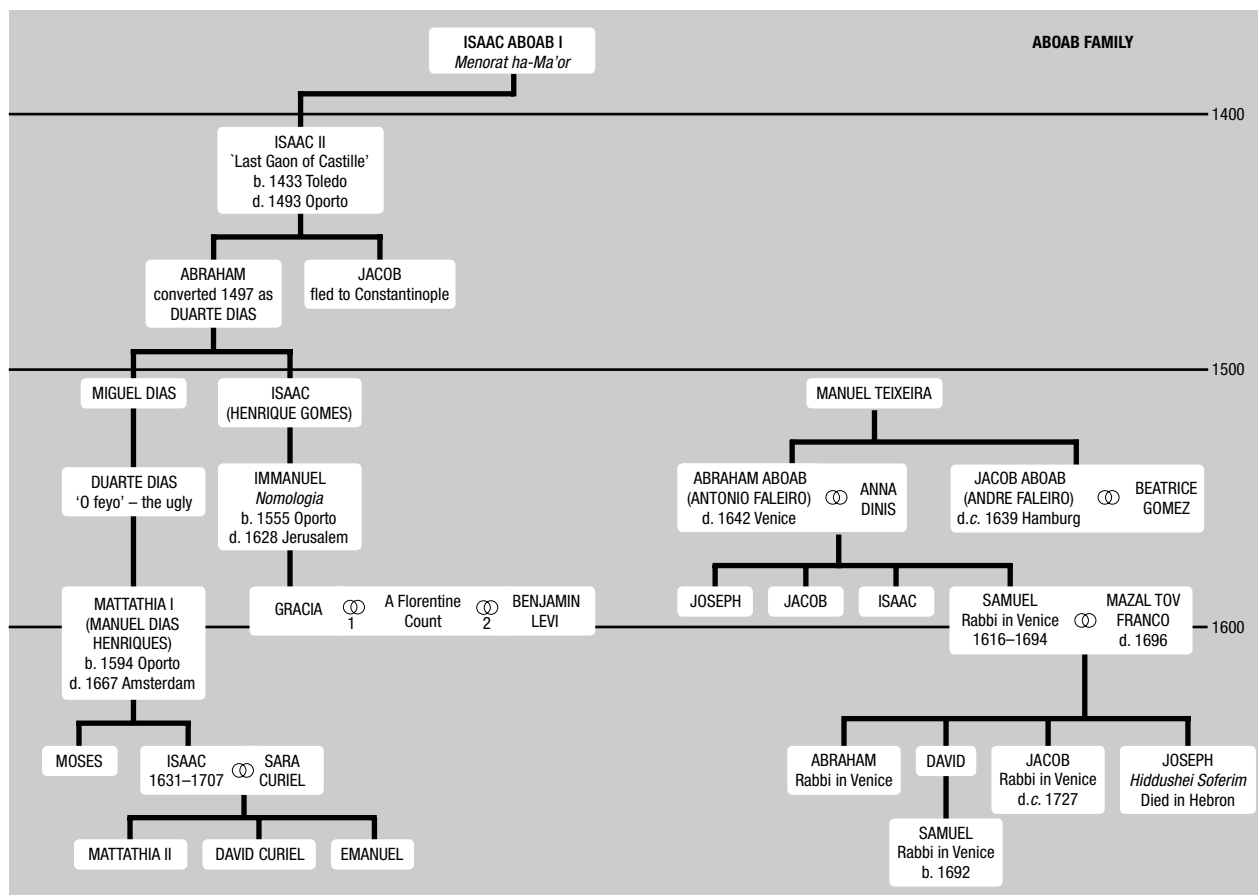 ISAAC ABOAB I
Menorat ha-Ma'or
ABOAB FAMILY
1400
ISAAC II
`Last Gaon of Castille'
b. 1433 Toledo
d. 1493 Oporto
ABRAHAM
converted 1497 as
DUARTE DIAS
JACOB
fled to Constantinople
1500
MIGUEL DIAS
ISAAC
(HENRIQUE GOMES)
MANUEL TEIXEIRA
DUARTE DIAS
'O feyo' – the ugly
IMMANUEL
Nomologia
b. 1555 Oporto
d. 1628 Jerusalem
ABRAHAM ABOAB
(ANTONIO FALEIRO)
d. 1642 Venice
ANNA
DINIS
JACOB ABOAB
(ANDRE FALEIRO)
d.c. 1639 Hamburg
BEATRICE
GOMEZ
MATTATHIA I
(MANUEL DIAS
HENRIQUES)
b. 1594 Oporto
d. 1667 Amsterdam
GRACIA
1
A Florentine
Count
2
BENJAMIN
LEVI
JOSEPH
JACOB
ISAAC
SAMUEL
Rabbi in Venice
1616–1694
MAZAL TOV
FRANCO
d. 1696
1600
MOSES
ISAAC
1631–1707
SARA
CURIEL
ABRAHAM
Rabbi in Venice
DAVID
JACOB
Rabbi in Venice
d.c. 1727
JOSEPH
Hiddushei Soferim
Died in Hebron
MATTATHIA II
DAVID CURIEL
EMANUEL
SAMUEL
Rabbi in Venice
b. 1692